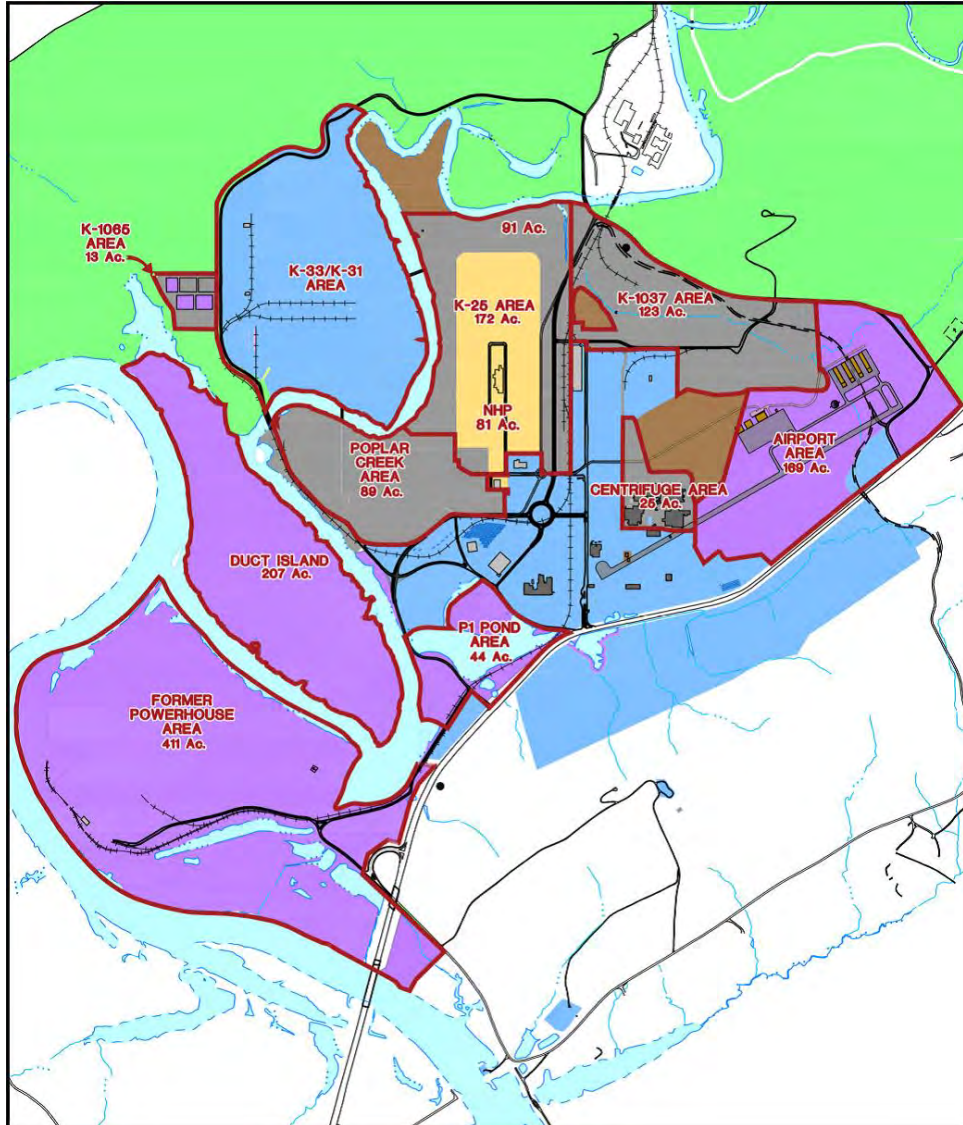 K-1065
AREA
13 Ac.
K-33/K-31
AREA
91 Ac.
K-25 AREA
172 Ac.
K-1037 AREA
123 Ac.
NHP
81 Ac.
POPLAR
CREEK
AREA
89 Ac.
CENTRIFUGE AREA
25 Ac.
AIRPORT
AREA
169 Ac.
DUCT ISLAND
207 Ac.
P1 POND
AREA
44 Ac.
FORMER
POWERHOUSE
AREA
411 Ac.